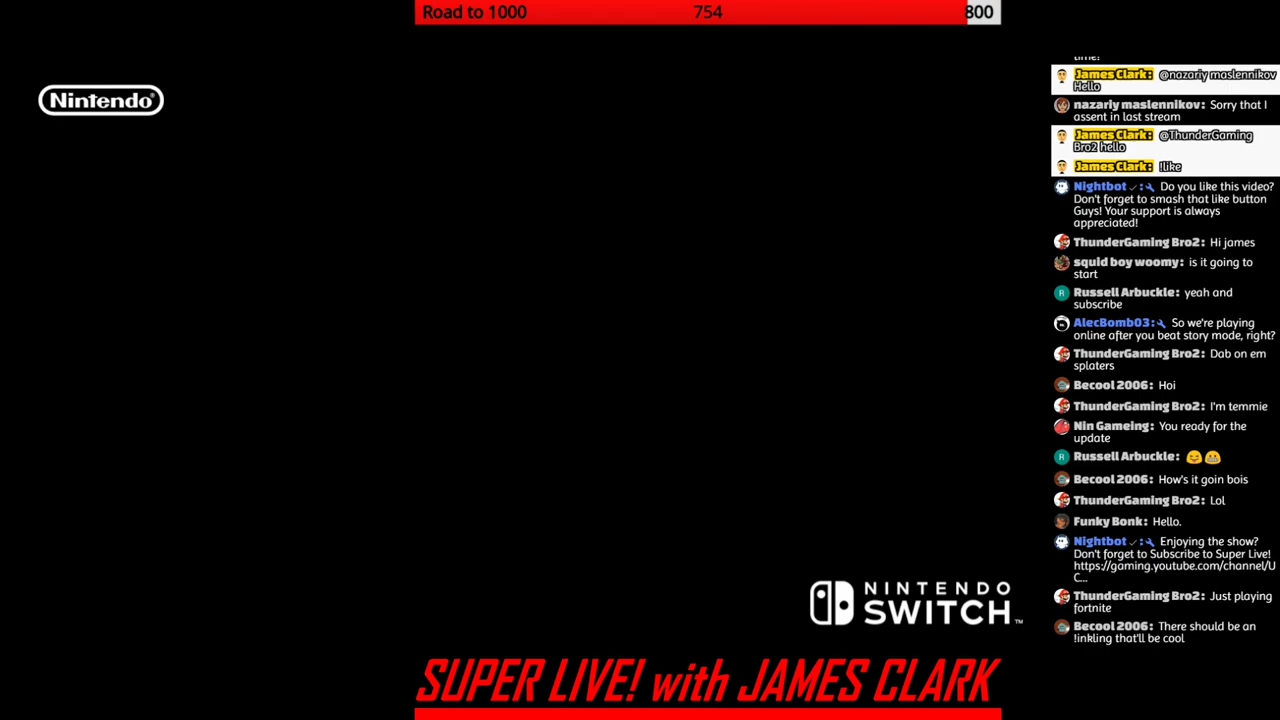 Road to 1000 754 800
Nintendo
James Clark: @nazariy maslennikov
Hello
nazariy maslennikov: Sorry that I
assent in last stream
James Clark: @ThunderGaming
Bro2 hello
James Clark: !like
Nightbot ✓: Do you like this video?
Don't forget to smash that like button
Guys! Your support is always
appreciated!
ThunderGaming Bro2: Hi james
squid boy woomy: is it going to
start
R Russell Arbuckle: yeah and
subscribe
AlecBomb03: So we're playing
online after you beat story mode, right?
ThunderGaming Bro2: Dab on em
splaters
Becool 2006: Hoi
ThunderGaming Bro2: I'm temmie
Nin Gameing: You ready for the
update
R Russell Arbuckle: 😝😬
Becool 2006: How's it goin bois
ThunderGaming Bro2: Lol
Funky Bonk: Hello.
Nightbot ✓: Enjoying the show?
Don't forget to Subscribe to Super Live!
https://gaming.youtube.com/channel/U
C...
ThunderGaming Bro2: Just playing
fortnite
Becool 2006: There should be an
!inkling that'll be cool
NINTENDO
SWITCH™
SUPER LIVE! with JAMES CLARK